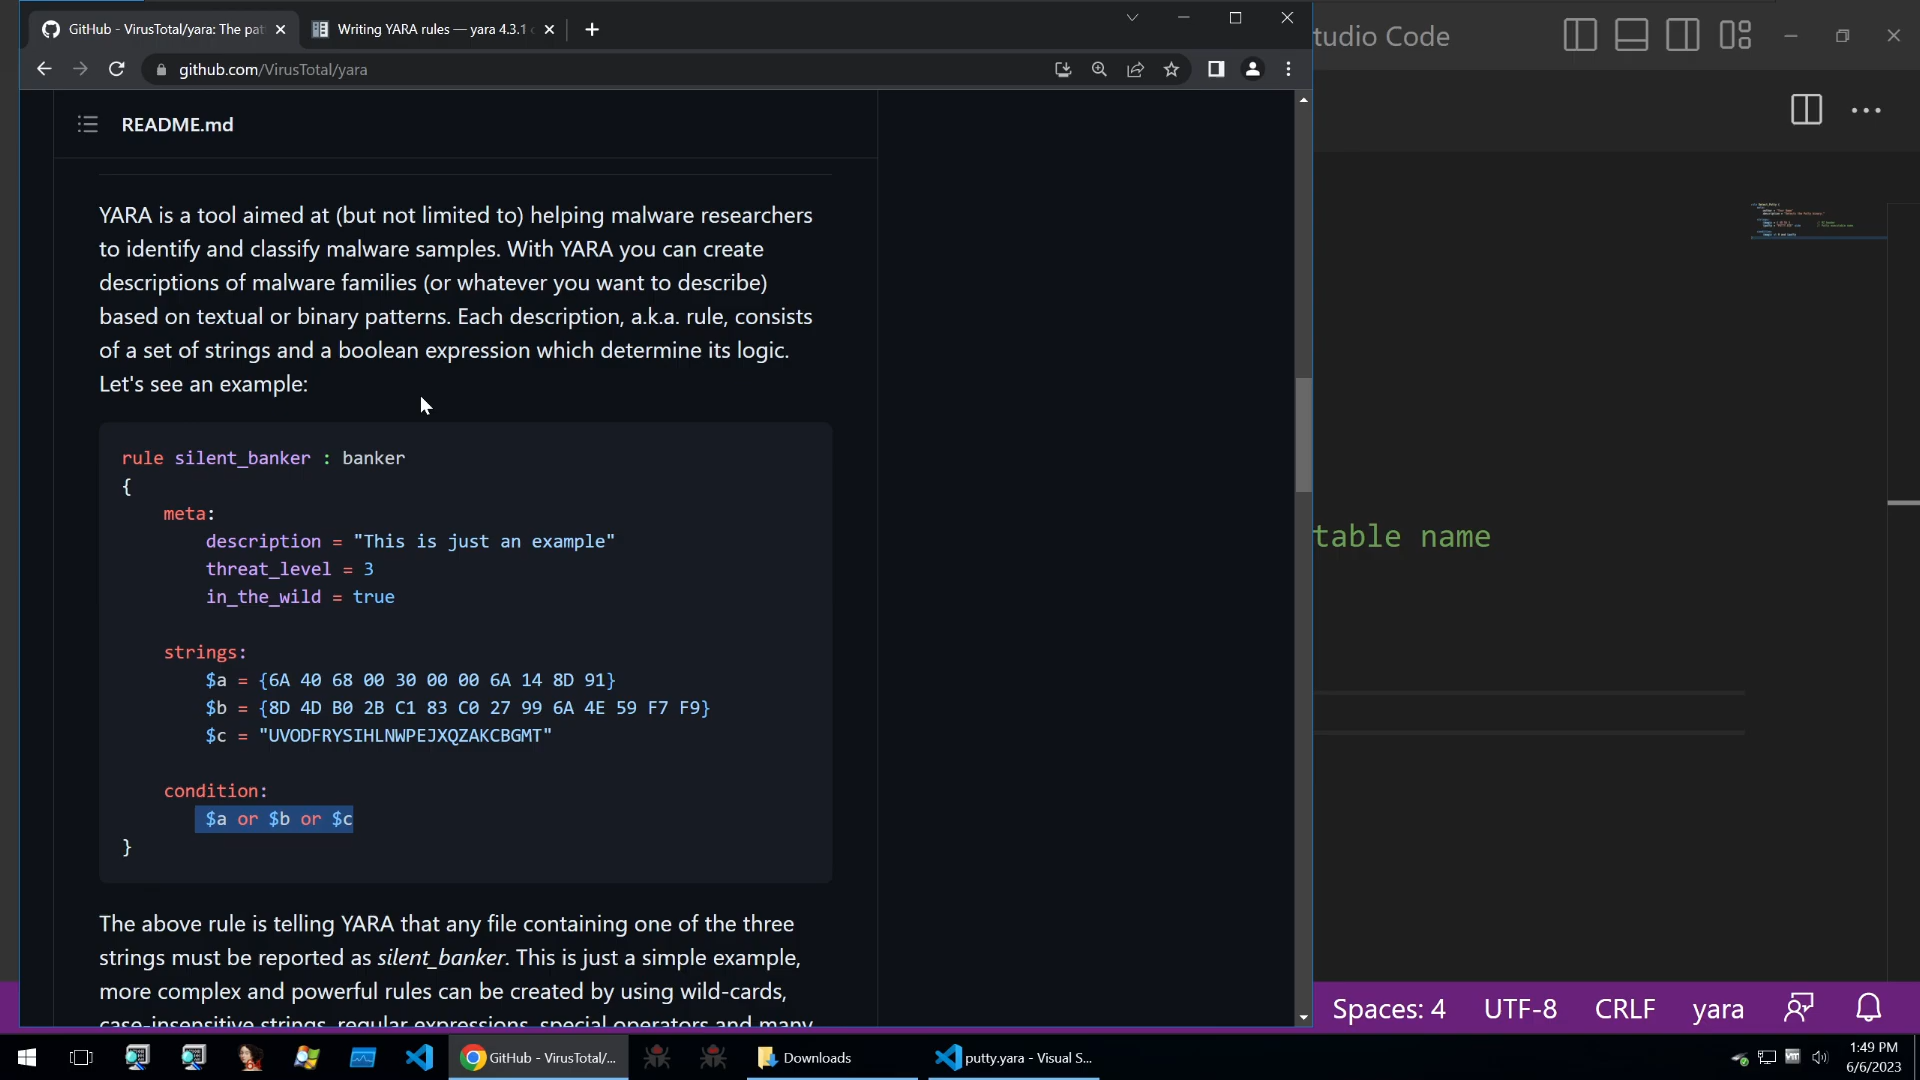 GitHub - VirusTotal/yara: The pat
Writing YARA rules — yara 4.3.1
tudio Code
github.com/VirusTotal/yara
README.md
YARA is a tool aimed at (but not limited to) helping malware researchers
to identify and classify malware samples. With YARA you can create
descriptions of malware families (or whatever you want to describe)
based on textual or binary patterns. Each description, a.k.a. rule, consists
of a set of strings and a boolean expression which determine its logic.
Let's see an example:
rule silent_banker : banker
{
meta:
description = "This is just an example"
threat_level = 3
in_the_wild = true
strings:
$a = {6A 40 68 00 30 00 00 6A 14 8D 91}
$b = {8D 4D B0 2B C1 83 C0 27 99 6A 4E 59 F7 F9}
$c = "UVODFRYSIHLNWPEJXQZAKCBGMT"
condition:
$a or $b or $c
}
table name
The above rule is telling YARA that any file containing one of the three
strings must be reported as silent_banker. This is just a simple example,
more complex and powerful rules can be created by using wild-cards,
case-insensitive strings, regular expressions, special operators and many
Spaces: 4
UTF-8
CRLF
yara
GitHub - VirusTotal/...
Downloads
putty.yara - Visual S...
1:49 PM
6/6/2023